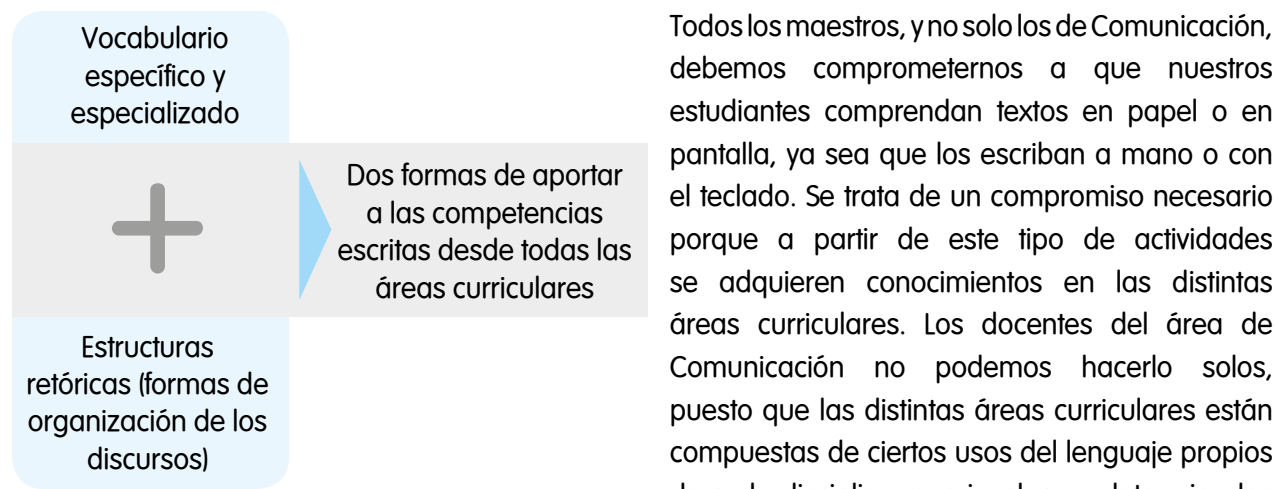 Vocabulario
específico y
especializado
Dos formas de aportar
a las competencias
escritas desde todas las
áreas curriculares
Estructuras
retóricas (formas de
organización de los
discursos)
Todos los maestros, y no solo los de Comunicación,
debemos comprometernos a que nuestros
estudiantes comprendan textos en papel o en
pantalla, ya sea que los escriban a mano o con
el teclado. Se trata de un compromiso necesario
porque a partir de este tipo de actividades
se adquieren conocimientos en las distintas
áreas curriculares. Los docentes del área de
Comunicación no podemos hacerlo solos,
puesto que las distintas áreas curriculares están
compuestas de ciertos usos del lenguaje propios